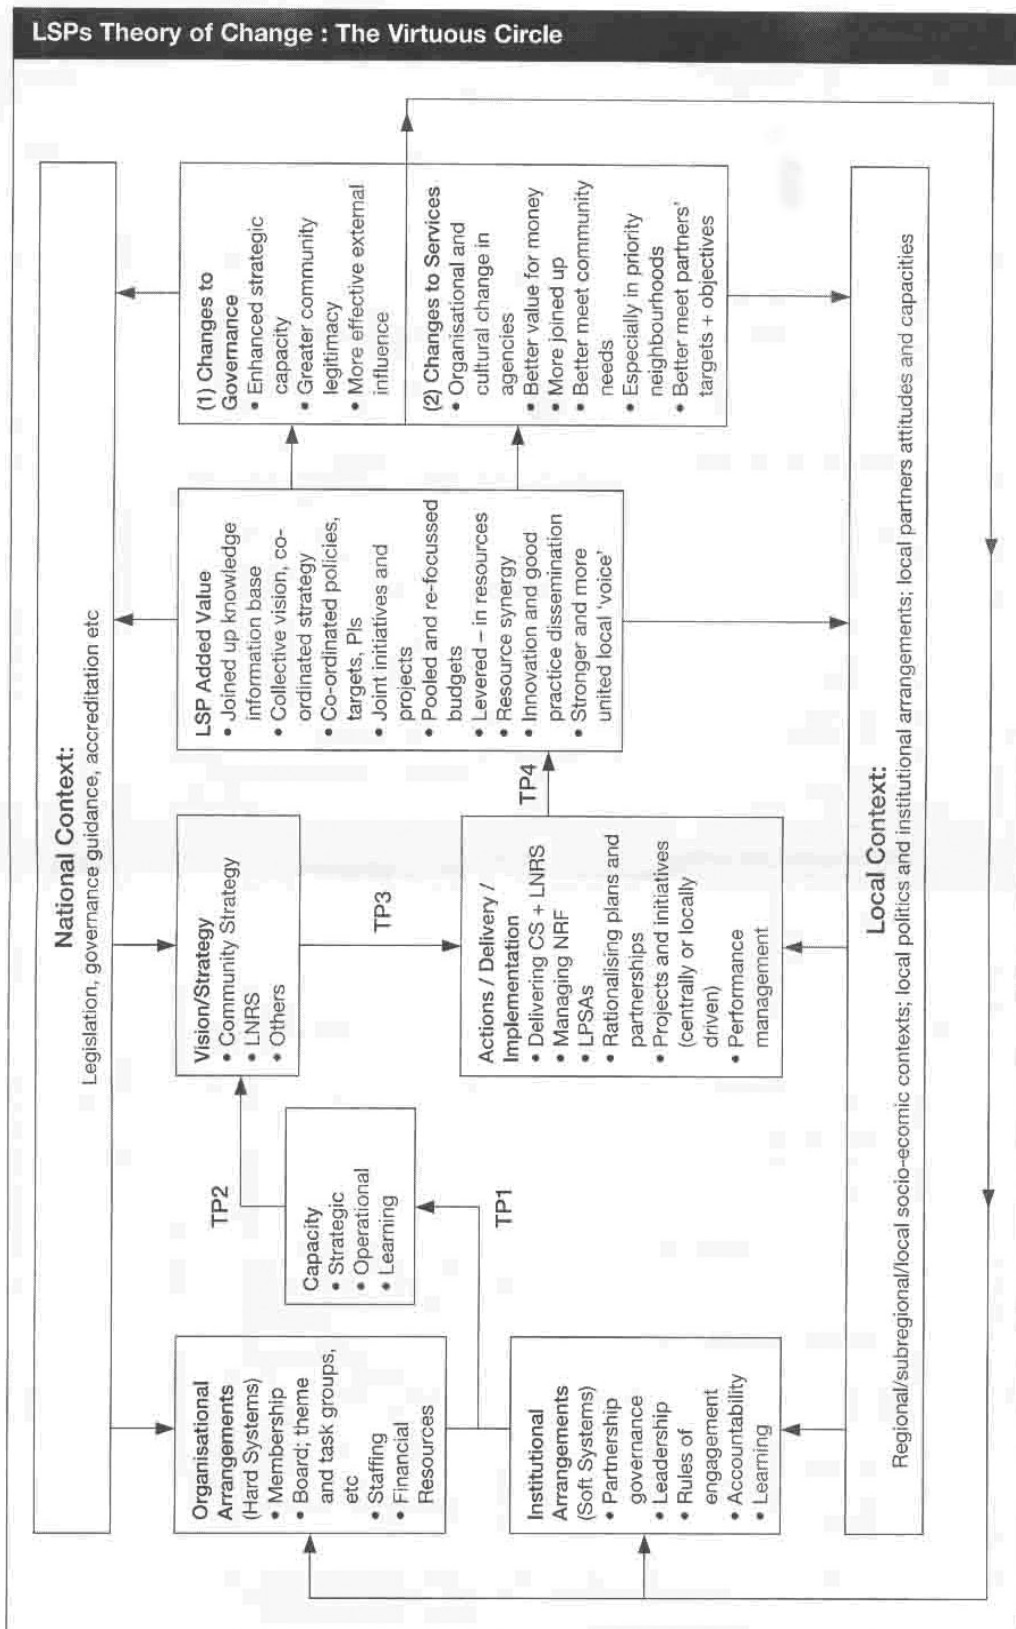 LSPs Theory of Change : The Virtuous Circle
National Context:
Legislation, governance guidance, accreditation etc
Organisational
Arrangements
(Hard Systems)
• Membership
• Board; theme
and task groups,
etc
• Staffing
• Financial
Resources
Institutional
Arrangements
(Soft Systems)
• Partnership
governance
• Leadership
• Rules of
engagement
• Accountability
• Learning
TP1
Capacity
• Strategic
• Operational
• Learning
TP2
Vision/Strategy
• Community Strategy
• LNRS
• Others
TP3
Actions / Delivery /
Implementation
• Delivering CS + LNRS
• Managing NRF
• LPSAs
• Rationalising plans and
partnerships
• Projects and initiatives
(centrally or locally
driven)
• Performance
management
TP4
LSP Added Value
• Joined up knowledge
information base
• Collective vision, co-
ordinated strategy
• Co-ordinated policies,
targets, PIs
• Joint initiatives and
projects
• Pooled and re-focussed
budgets
• Levered – in resources
• Resource synergy
• Innovation and good
practice dissemination
• Stronger and more
united local ‘voice’
(1) Changes to
Governance
• Enhanced strategic
capacity
• Greater community
legitimacy
• More effective external
influence
(2) Changes to Services
• Organisational and
cultural change in
agencies
• Better value for money
• More joined up
• Better meet community
needs
• Especially in priority
neighbourhoods
• Better meet partners’
targets + objectives
Local Context:
Regional/subregional/local socio-ecomic contexts; local politics and institutional arrangements; local partners attitudes and capacities